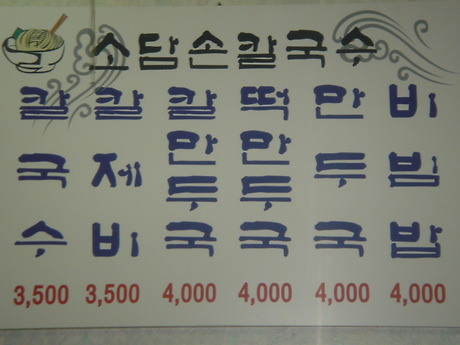 소담손칼국수
칼국수 3,500
칼제비 3,500
칼만두국 4,000
떡만두국 4,000
만두국 4,000
비빔밥 4,000